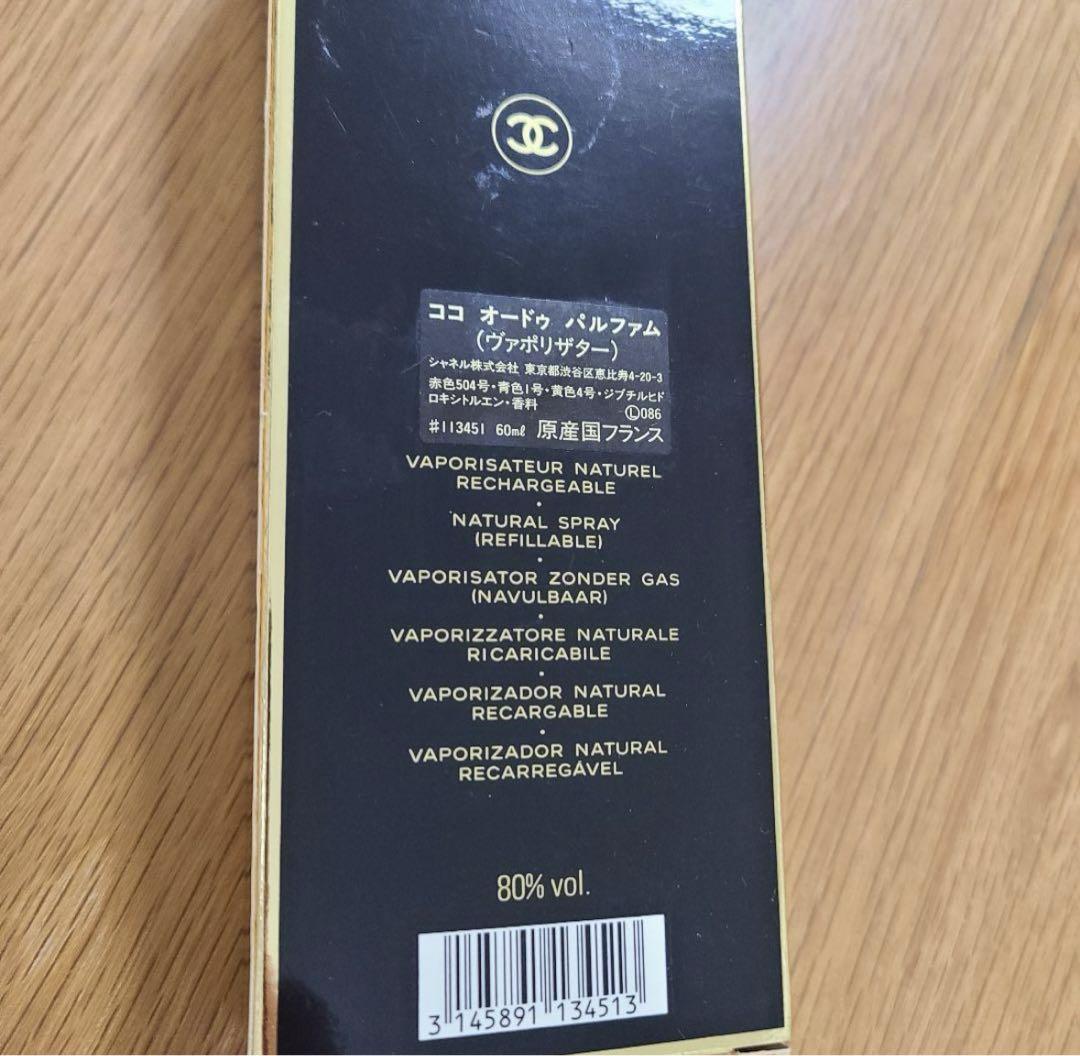 ココ オードゥ パルファム
(ヴァポリザター)
シャネル株式会社 東京都渋谷区恵比寿4-20-3
赤色504号・青色1号・黄色4号・ジブチルヒド
ロキシトルエン・香料 Ⓛ086
#113451 60mℓ 原産国フランス
VAPORISATEUR NATUREL
RECHARGEABLE
·
NATURAL SPRAY
(REFILLABLE)
·
VAPORISATOR ZONDER GAS
(NAVULBAAR)
·
VAPORIZZATORE NATURALE
RICARICABILE
·
VAPORIZADOR NATURAL
RECARGABLE
·
VAPORIZADOR NATURAL
RECARREGÁVEL
80% vol.
3 145891 134513